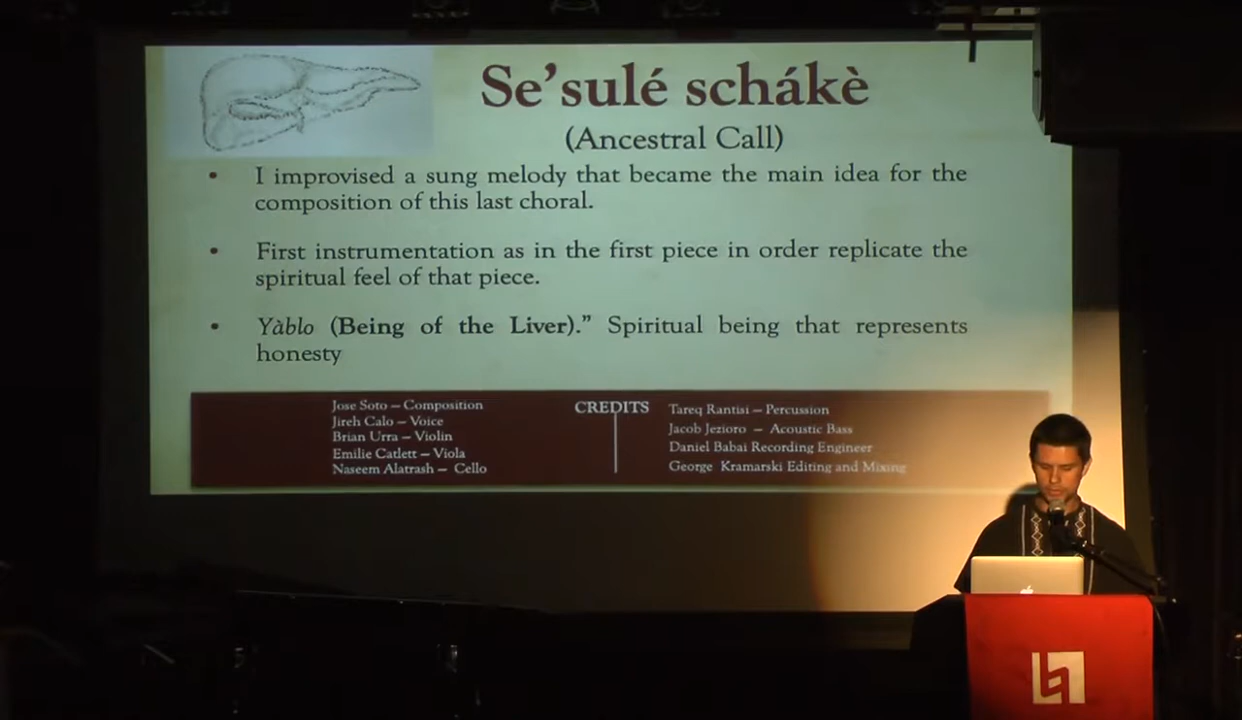 Se’sulé schákè
(Ancestral Call)
• I improvised a sung melody that became the main idea for the
composition of this last choral.
• First instrumentation as in the first piece in order replicate the
spiritual feel of that piece.
• Yàblo (Being of the Liver).” Spiritual being that represents
honesty
CREDITS
Jose Soto – Composition
Jireh Calo – Voice
Brian Urra – Violin
Emilie Catlett – Viola
Naseem Alatrash – Cello
Tareq Rantisi – Percussion
Jacob Jezioro – Acoustic Bass
Daniel Babai Recording Engineer
George Kramarski Editing and Mixing